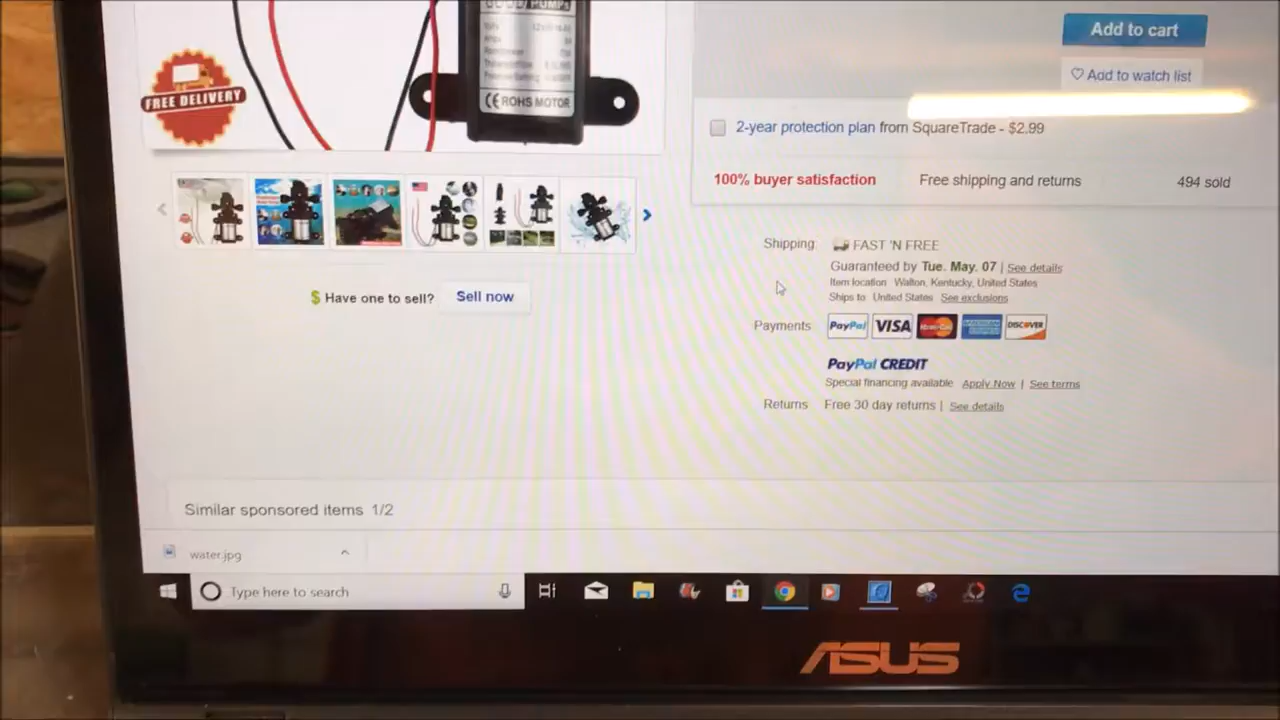 PUMPs
CE ROHS MOTOR
FREE DELIVERY
Add to cart
Add to watch list
2-year protection plan from SquareTrade - $2.99
100% buyer satisfaction
Free shipping and returns
494 sold
Shipping:
FAST 'N FREE
Guaranteed by Tue. May. 07 | See details
Item location Walton, Kentucky, United States
Ships to United States See exclusions
Payments
PayPal VISA MasterCard DISCOVER
PayPal CREDIT
Special financing available Apply Now | See terms
Returns Free 30 day returns | See details
$ Have one to sell? Sell now
Similar sponsored items 1/2
water.jpg
Type here to search
ASUS